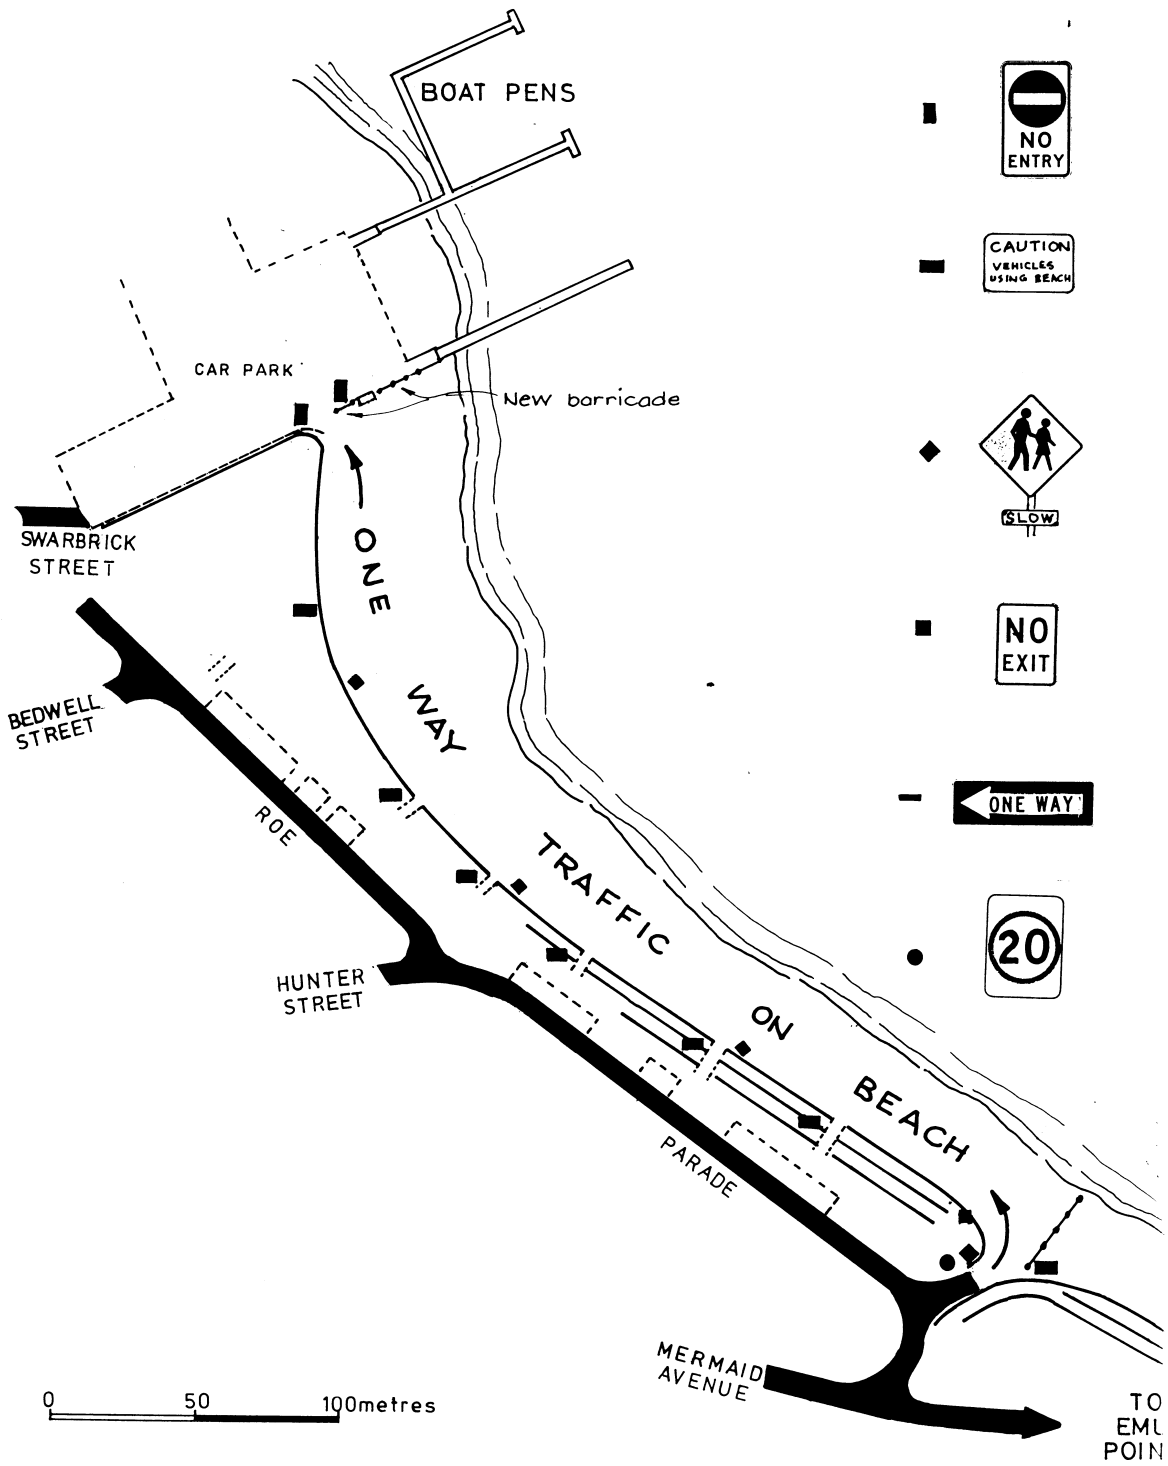 BOAT PENS
NO
ENTRY
CAUTION
VEHICLES
USING BEACH
CAR PARK
New barricade
SLOW
SWARBRICK
STREET
ONE
NO
EXIT
BEDWELL
STREET
WAY
ONE WAY
ROE
TRAFFIC
20
HUNTER
STREET
ON
BEACH
PARADE
MERMAID
AVENUE
0 50 100metres
TO
EMU
POIN